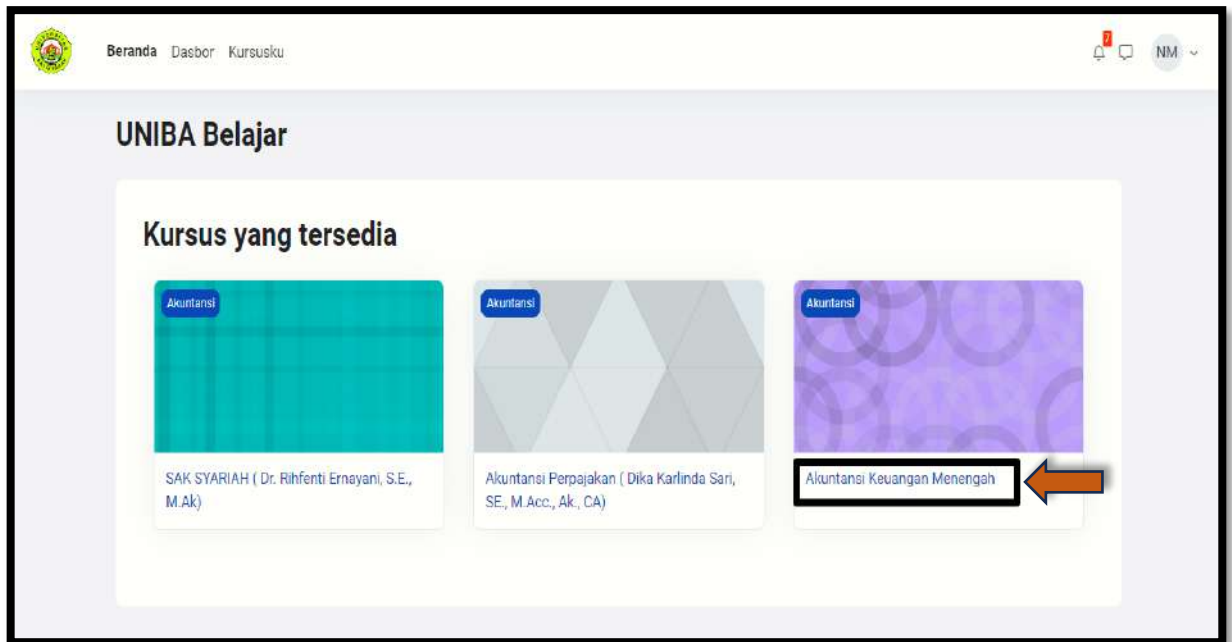 Beranda Dasbor Kursusku
7
NM
UNIBA Belajar
Kursus yang tersedia
Akuntansi
SAK SYARIAH ( Dr. Rihfenti Ernayani, S.E.,
M.Ak)
Akuntansi
Akuntansi Perpajakan ( Dika Karlinda Sari,
SE., M.Acc., Ak., CA)
Akuntansi
Akuntansi Keuangan Menengah